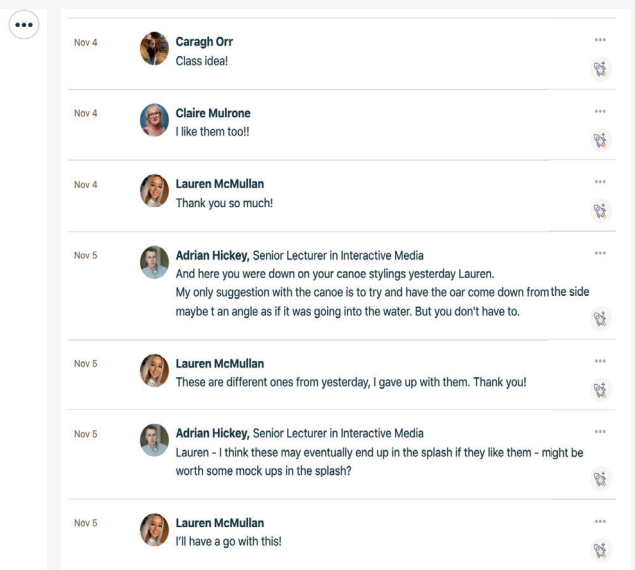 Nov 4
Caragh Orr
Class idea!
Nov 4
Claire Mulrone
I like them too!!
Nov 4
Lauren McMullan
Thank you so much!
Nov 5
Adrian Hickey, Senior Lecturer in Interactive Media
And here you were down on your canoe stylings yesterday Lauren.
My only suggestion with the canoe is to try and have the oar come down from the side
maybe t an angle as if it was going into the water. But you don't have to.
Nov 5
Lauren McMullan
These are different ones from yesterday, I gave up with them. Thank you!
Nov 5
Adrian Hickey, Senior Lecturer in Interactive Media
Lauren - I think these may eventually end up in the splash if they like them - might be
worth some mock ups in the splash?
Nov 5
Lauren McMullan
I'll have a go with this!